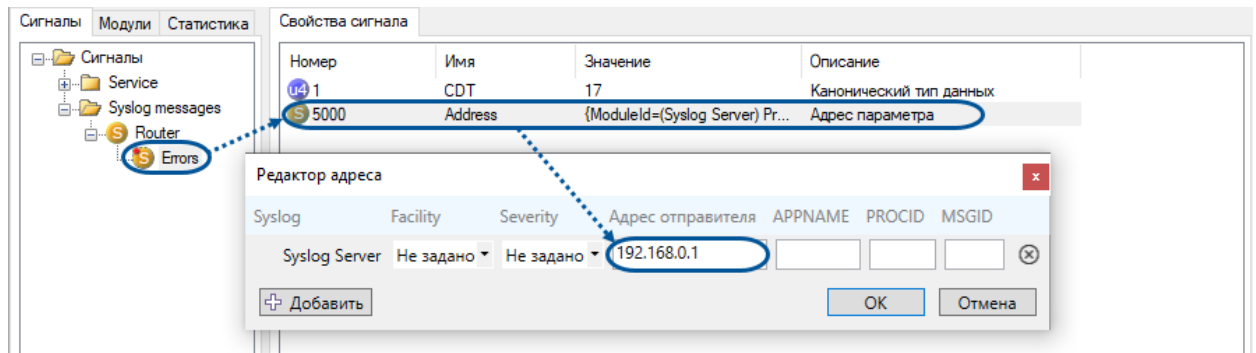 Сигналы Модули Статистика Свойства сигнала
Сигналы
Service
Syslog messages
Router
Errors
Номер Имя Значение Описание
u4 1 CDT 17 Канонический тип данных
S 5000 Address {ModuleId=(Syslog Server) Pr... Адрес параметра
Редактор адреса x
Syslog Facility Severity Адрес отправителя APPNAME PROCID MSGID
Syslog Server Не задано Не задано 192.168.0.1
Добавить OK Отмена